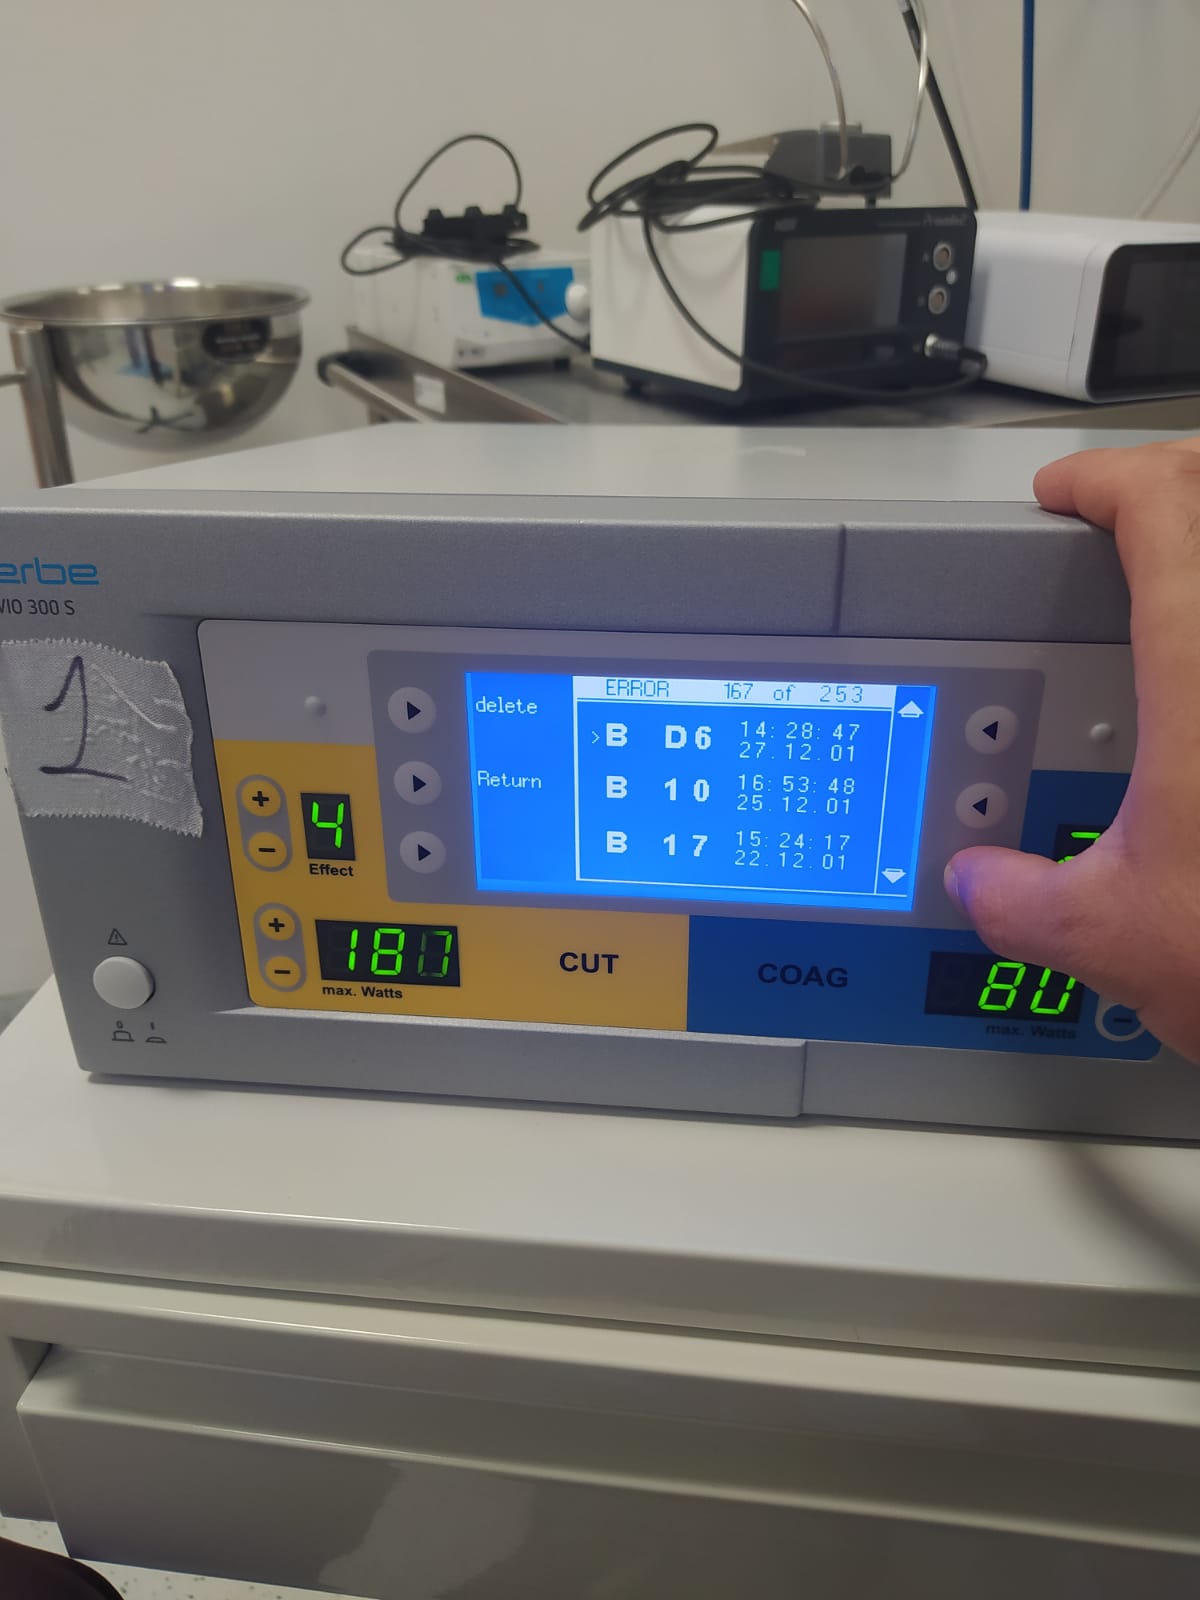 erbe
VIO 300 S
1
delete
Return
ERROR 167 of 253
>B D6 14:28:47
27.12.01
B 10 16:53:48
25.12.01
B 17 15:24:17
22.12.01
+
4
−
Effect
+
180
−
max. Watts
CUT
COAG
80
−
max. Watts